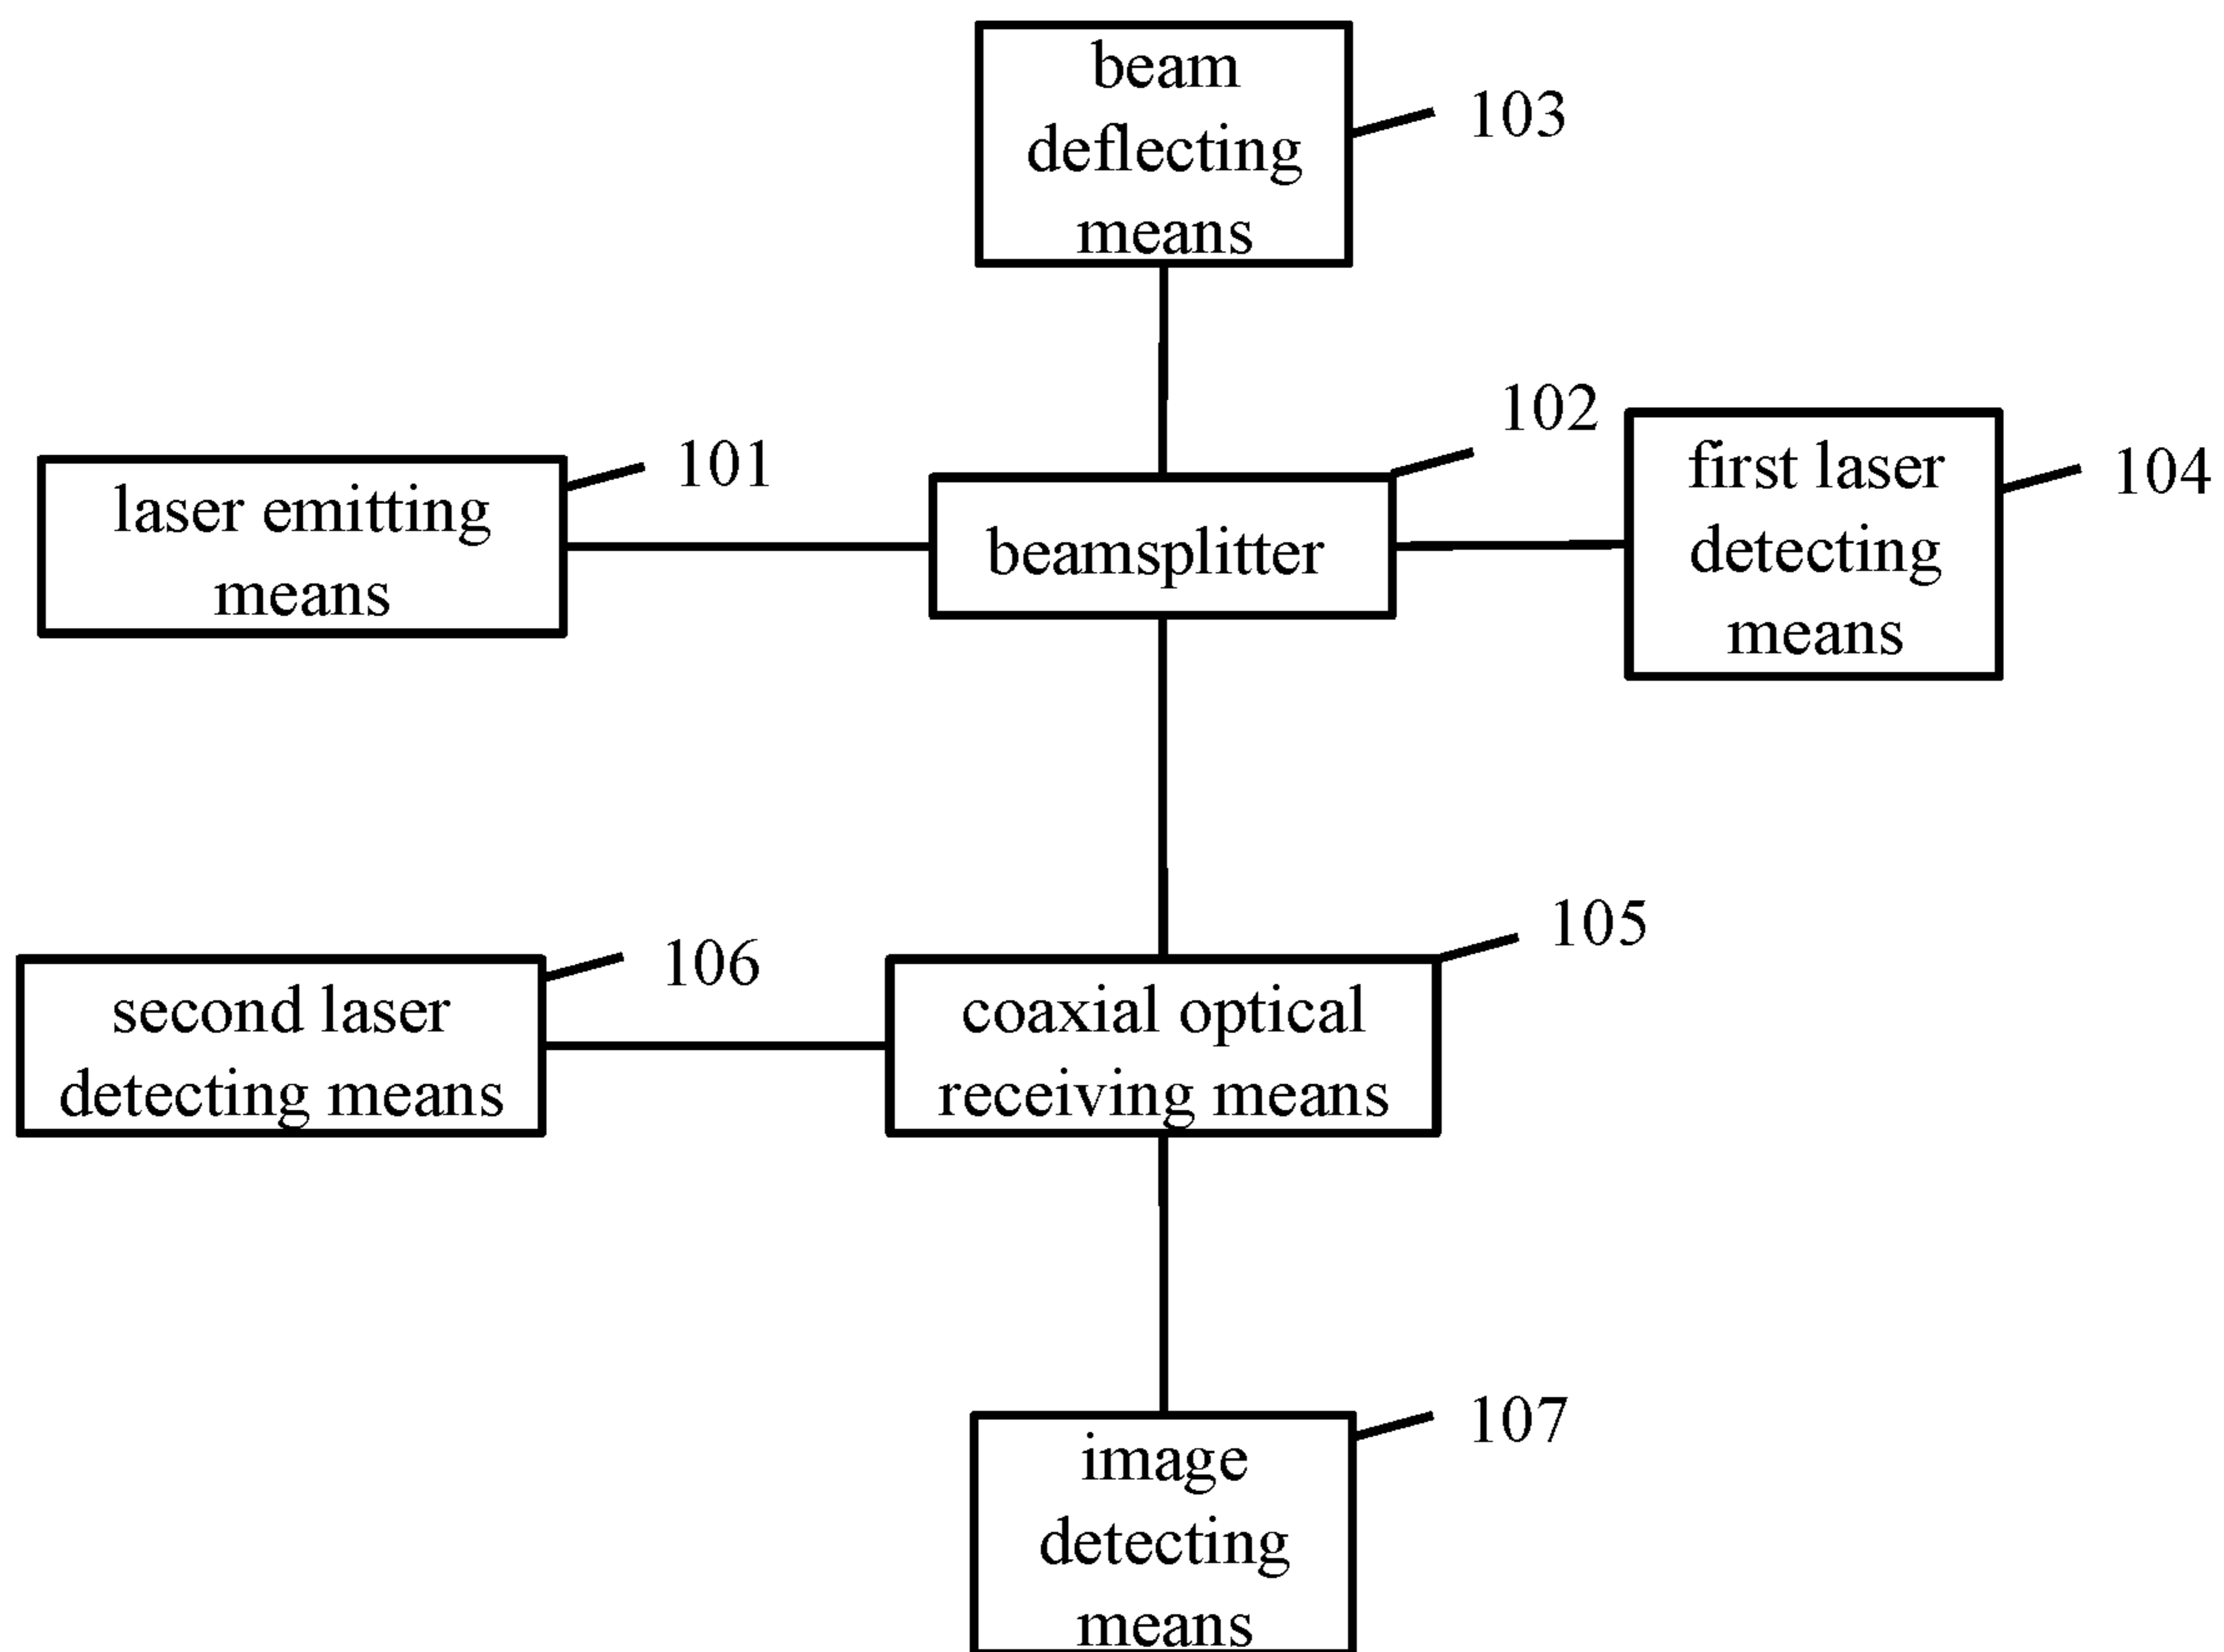 beam
deflecting
means
103
102
101
laser emitting
means
beamsplitter
first laser
detecting
means
104
105
106
second laser
detecting means
coaxial optical
receiving means
107
image
detecting
means